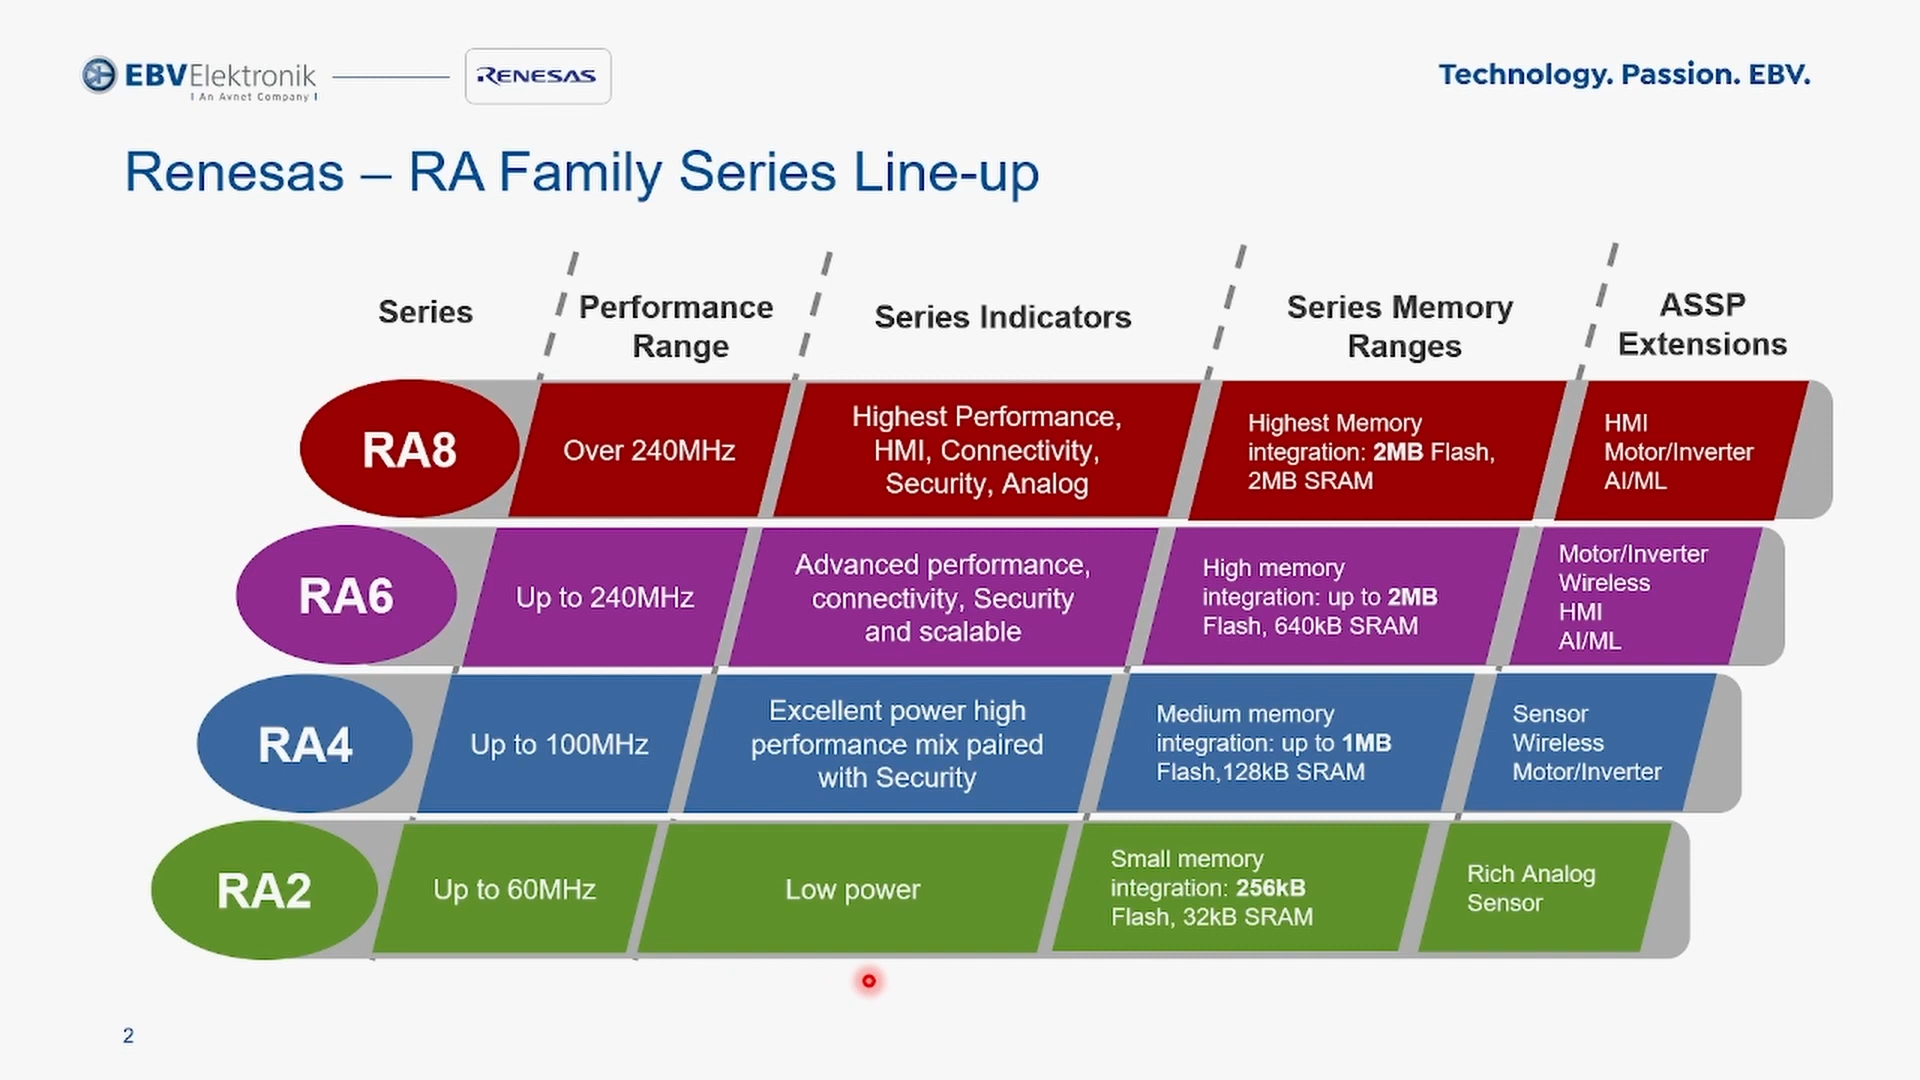 EBVElektronik
An Avnet Company
RENESAS
Technology. Passion. EBV.
Renesas – RA Family Series Line-up
Series
Performance
Range
Series Indicators
Series Memory
Ranges
ASSP
Extensions
RA8
Over 240MHz
Highest Performance,
HMI, Connectivity,
Security, Analog
Highest Memory
integration: 2MB Flash,
2MB SRAM
HMI
Motor/Inverter
AI/ML
RA6
Up to 240MHz
Advanced performance,
connectivity, Security
and scalable
High memory
integration: up to 2MB
Flash, 640kB SRAM
Motor/Inverter
Wireless
HMI
AI/ML
RA4
Up to 100MHz
Excellent power high
performance mix paired
with Security
Medium memory
integration: up to 1MB
Flash,128kB SRAM
Sensor
Wireless
Motor/Inverter
RA2
Up to 60MHz
Low power
Small memory
integration: 256kB
Flash, 32kB SRAM
Rich Analog
Sensor
2